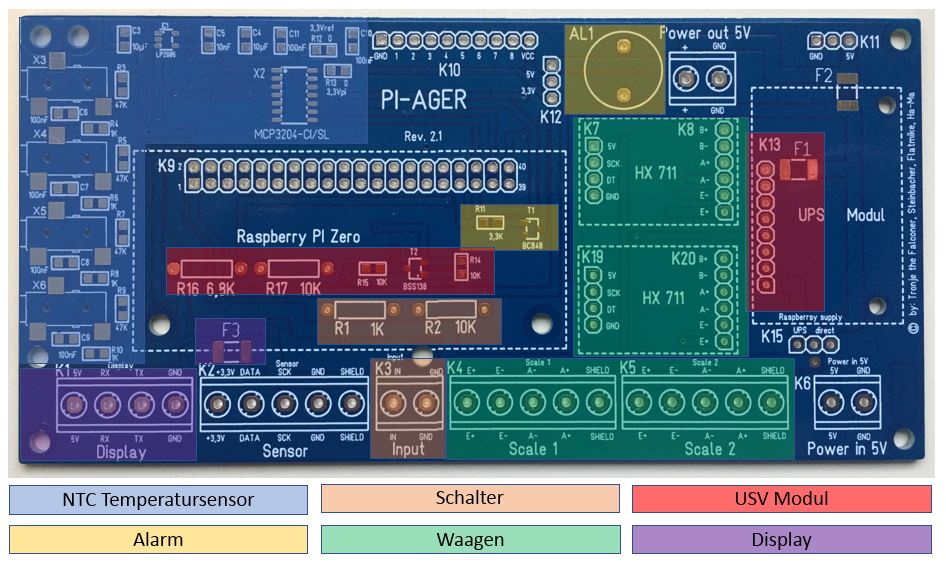 C3
10µF
C1
LP2985
C5
10nF
C4
10µF
C11
100nF
3,3Vref
R12 0
C10
100nF
R13 0
3,3Vpi
X2
MCP3204-CI/SL
GND 1 2 3 4 5 6 7 8 VCC
K10
PI-AGER
Rev. 2.1
5V
3,3V
K12
AL1
Power out 5V
+ GND
+ GND
GND 5V
K11
F2
X3
R3
47K
100nF C6
R4
1K
X4
R5
47K
100nF C7
R6
1K
X5
R7
47K
100nF C8
R8
1K
X6
R9
47K
C9
100nF
R10
1K
K9 2 40
1 39
Raspberry PI Zero
R11
3,3K
T1
BC848
R16 6,8K
R17 10K
R15 10K
T2
BSS138
R14
10K
R1 1K
R2 10K
F3
K7
5V
SCK
DT
GND
HX 711
K8
B+
B-
A+
A-
E-
E+
K19
5V
SCK
DT
GND
HX 711
K20
B+
B-
A+
A-
E-
E+
K13
F1
UPS Modul
© by: Tronje the Falconer, Steinbacher, Flatmike, Ha-Ma
Raspberrsy supply
UPS direct
K15
K1
Display
5V RX TX GND
5V RX TX GND
Display
K2
Sensor
+3,3V DATA SCK GND SHIELD
+3,3V DATA SCK GND SHIELD
Sensor
K3
Input
IN GND
IN GND
Input
K4
Scale 1
E+ E- A- A+ SHIELD
E+ E- A- A+ SHIELD
Scale 1
K5
Scale 2
E+ E- A- A+ SHIELD
E+ E- A- A+ SHIELD
Scale 2
K6
Power in 5V
5V GND
5V GND
Power in 5V
NTC Temperatursensor
Schalter
USV Modul
Alarm
Waagen
Display